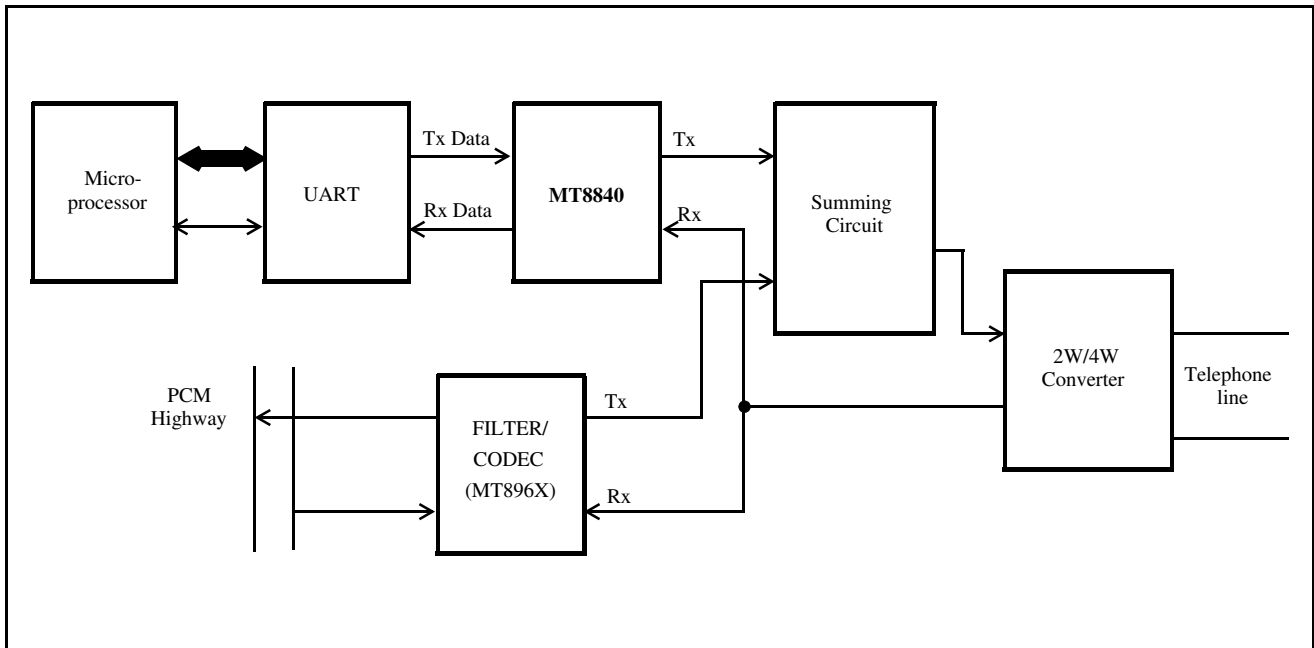 Micro-
processor
UART
Tx Data
Rx Data
MT8840
Tx
Rx
Summing
Circuit
2W/4W
Converter
Telephone
line
PCM
Highway
FILTER/
CODEC
(MT896X)
Tx
Rx